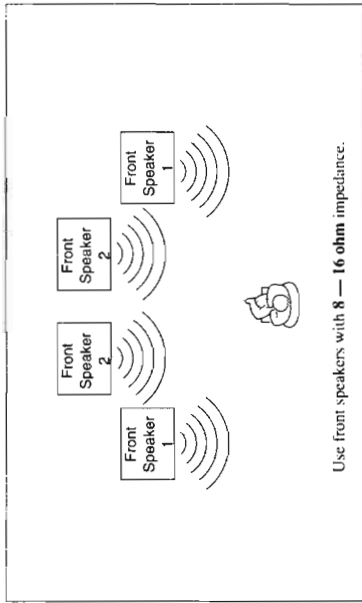 Front
Speaker
1
Front
Speaker
2
Front
Speaker
2
Front
Speaker
1
Use front speakers with 8 — 16 ohm impedance.